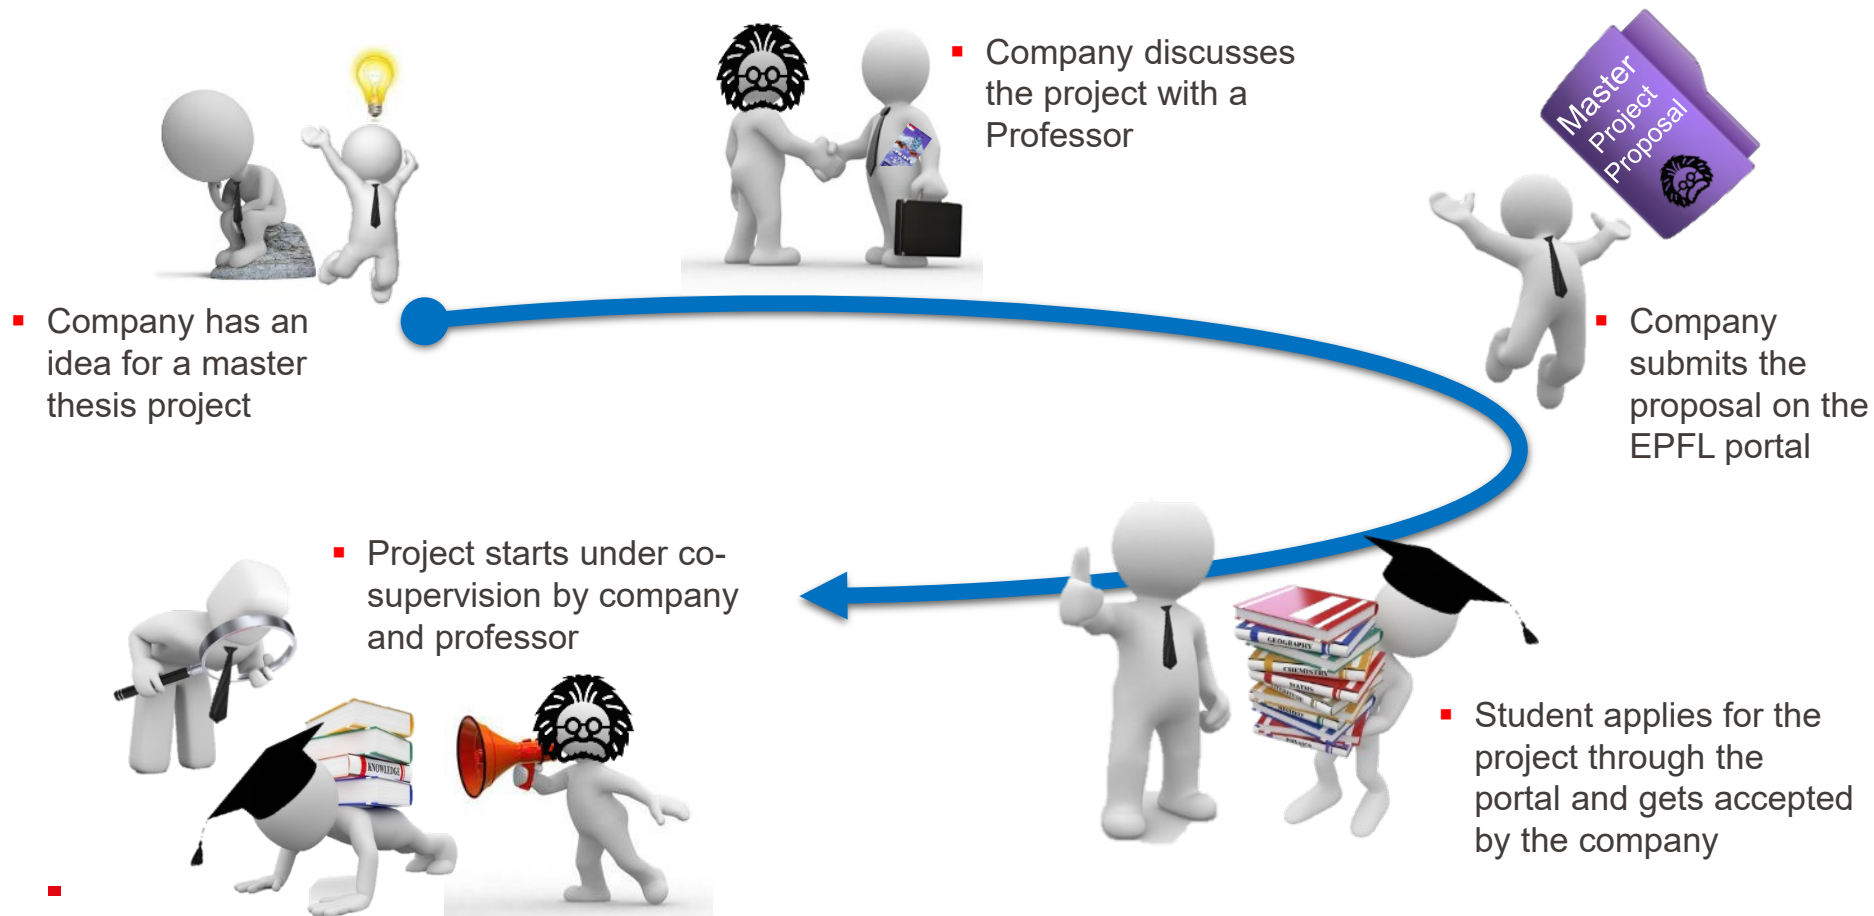 Company has an
idea for a master
thesis project
Company discusses
the project with a
Professor
Master
Project
Proposal
Company
submits the
proposal on the
EPFL portal
Student applies for the
project through the
portal and gets accepted
by the company
GEOGRAPHY
CHEMISTRY
MATHS
PHYSICS
Project starts under co-
supervision by company
and professor
KNOWLEDGE